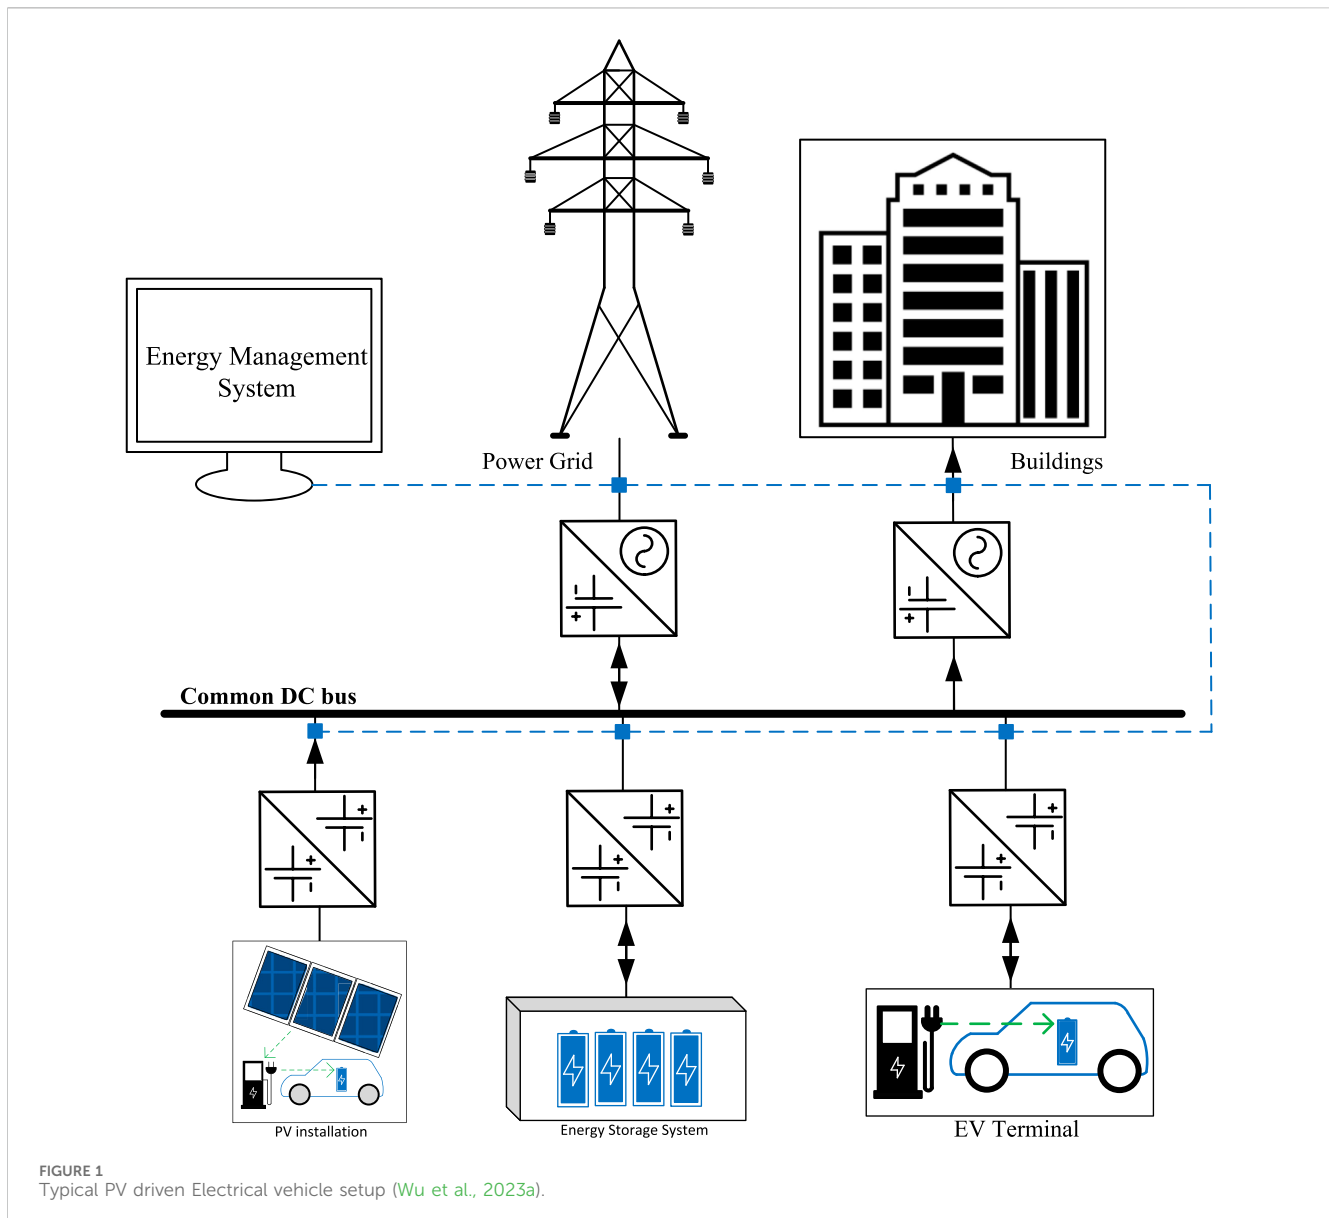 Energy Management
System
Power Grid
Buildings
Common DC bus
PV installation
Energy Storage System
EV Terminal
FIGURE 1
Typical PV driven Electrical vehicle setup (Wu et al., 2023a).